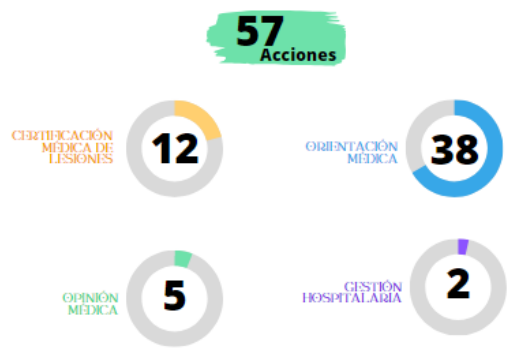 57
Acciones
CERTIFICACIÓN
MÉDICA DE
LESIONES
12
ORIENTACIÓN
MÉDICA
38
OPINIÓN
MÉDICA
5
GESTIÓN
HOSPITALARIA
2